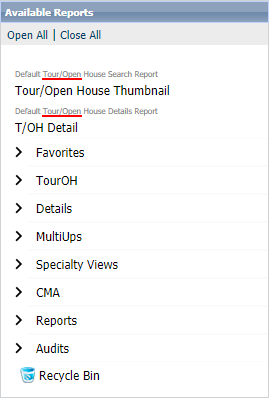 Available Reports
Open All | Close All
Default Tour/Open House Search Report
Tour/Open House Thumbnail
Default Tour/Open House Details Report
T/OH Detail
Favorites
TourOH
Details
MultiUps
Specialty Views
CMA
Reports
Audits
Recycle Bin